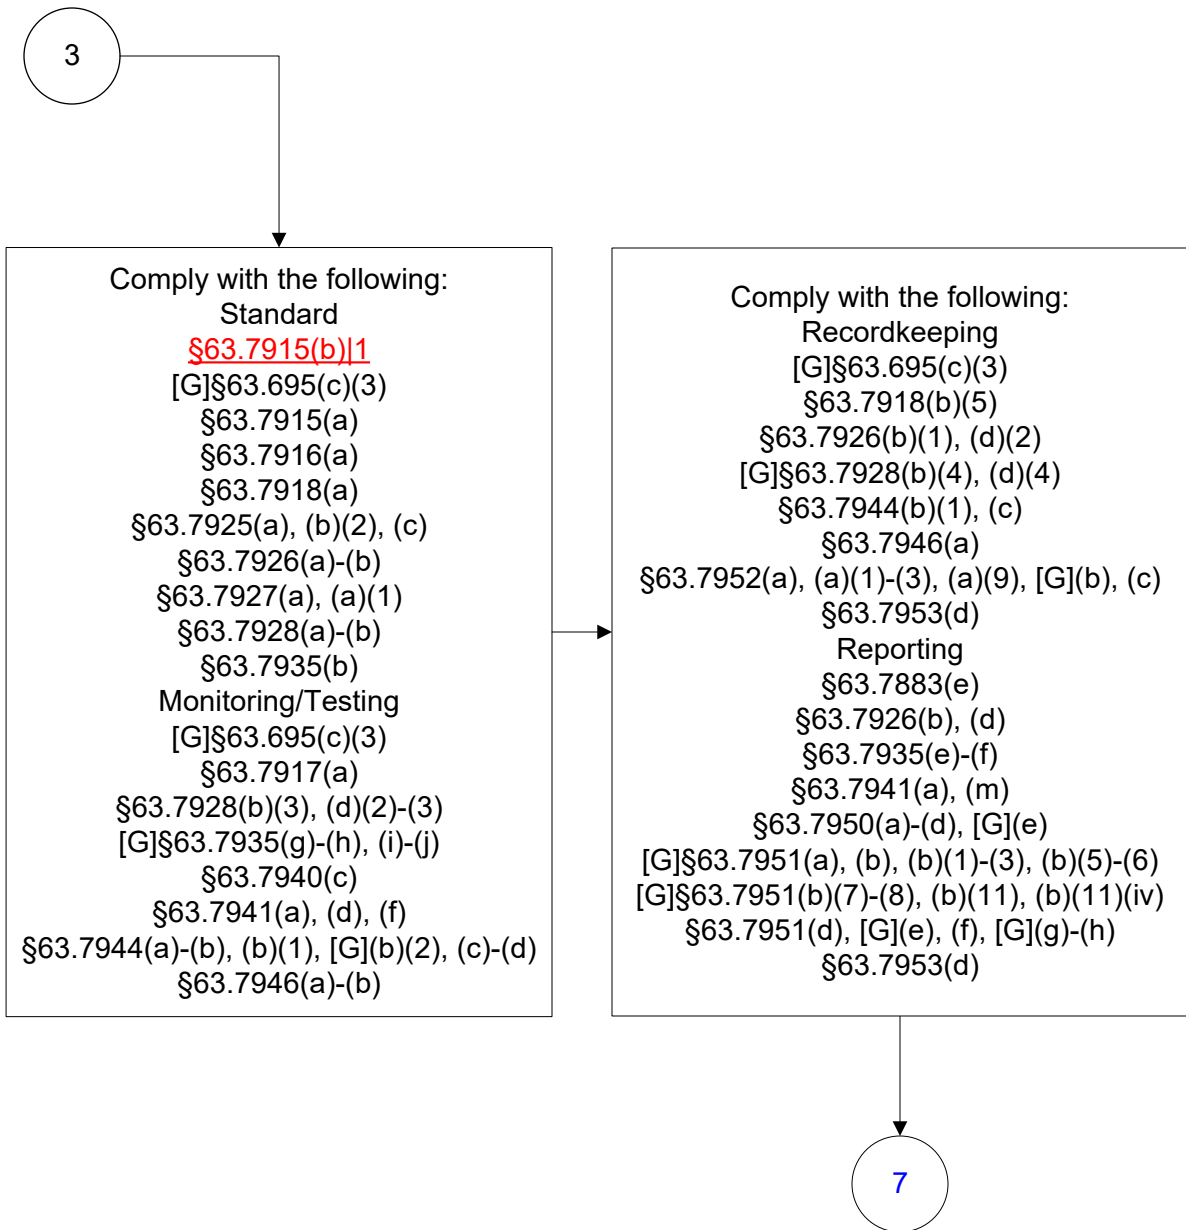 3
Comply with the following:
Standard
§63.7915(b)|1
[G]§63.695(c)(3)
§63.7915(a)
§63.7916(a)
§63.7918(a)
§63.7925(a), (b)(2), (c)
§63.7926(a)-(b)
§63.7927(a), (a)(1)
§63.7928(a)-(b)
§63.7935(b)
Monitoring/Testing
[G]§63.695(c)(3)
§63.7917(a)
§63.7928(b)(3), (d)(2)-(3)
[G]§63.7935(g)-(h), (i)-(j)
§63.7940(c)
§63.7941(a), (d), (f)
§63.7944(a)-(b), (b)(1), [G](b)(2), (c)-(d)
§63.7946(a)-(b)
Comply with the following:
Recordkeeping
[G]§63.695(c)(3)
§63.7918(b)(5)
§63.7926(b)(1), (d)(2)
[G]§63.7928(b)(4), (d)(4)
§63.7944(b)(1), (c)
§63.7946(a)
§63.7952(a), (a)(1)-(3), (a)(9), [G](b), (c)
§63.7953(d)
Reporting
§63.7883(e)
§63.7926(b), (d)
§63.7935(e)-(f)
§63.7941(a), (m)
§63.7950(a)-(d), [G](e)
[G]§63.7951(a), (b), (b)(1)-(3), (b)(5)-(6)
[G]§63.7951(b)(7)-(8), (b)(11), (b)(11)(iv)
§63.7951(d), [G](e), (f), [G](g)-(h)
§63.7953(d)
7